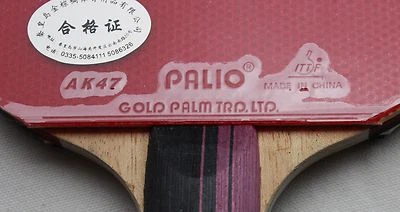 合格证
0335-5084111 5086326
AK47
PALIO®
ITTF
MADE IN CHINA
GOLD PALM TRD. LTD.